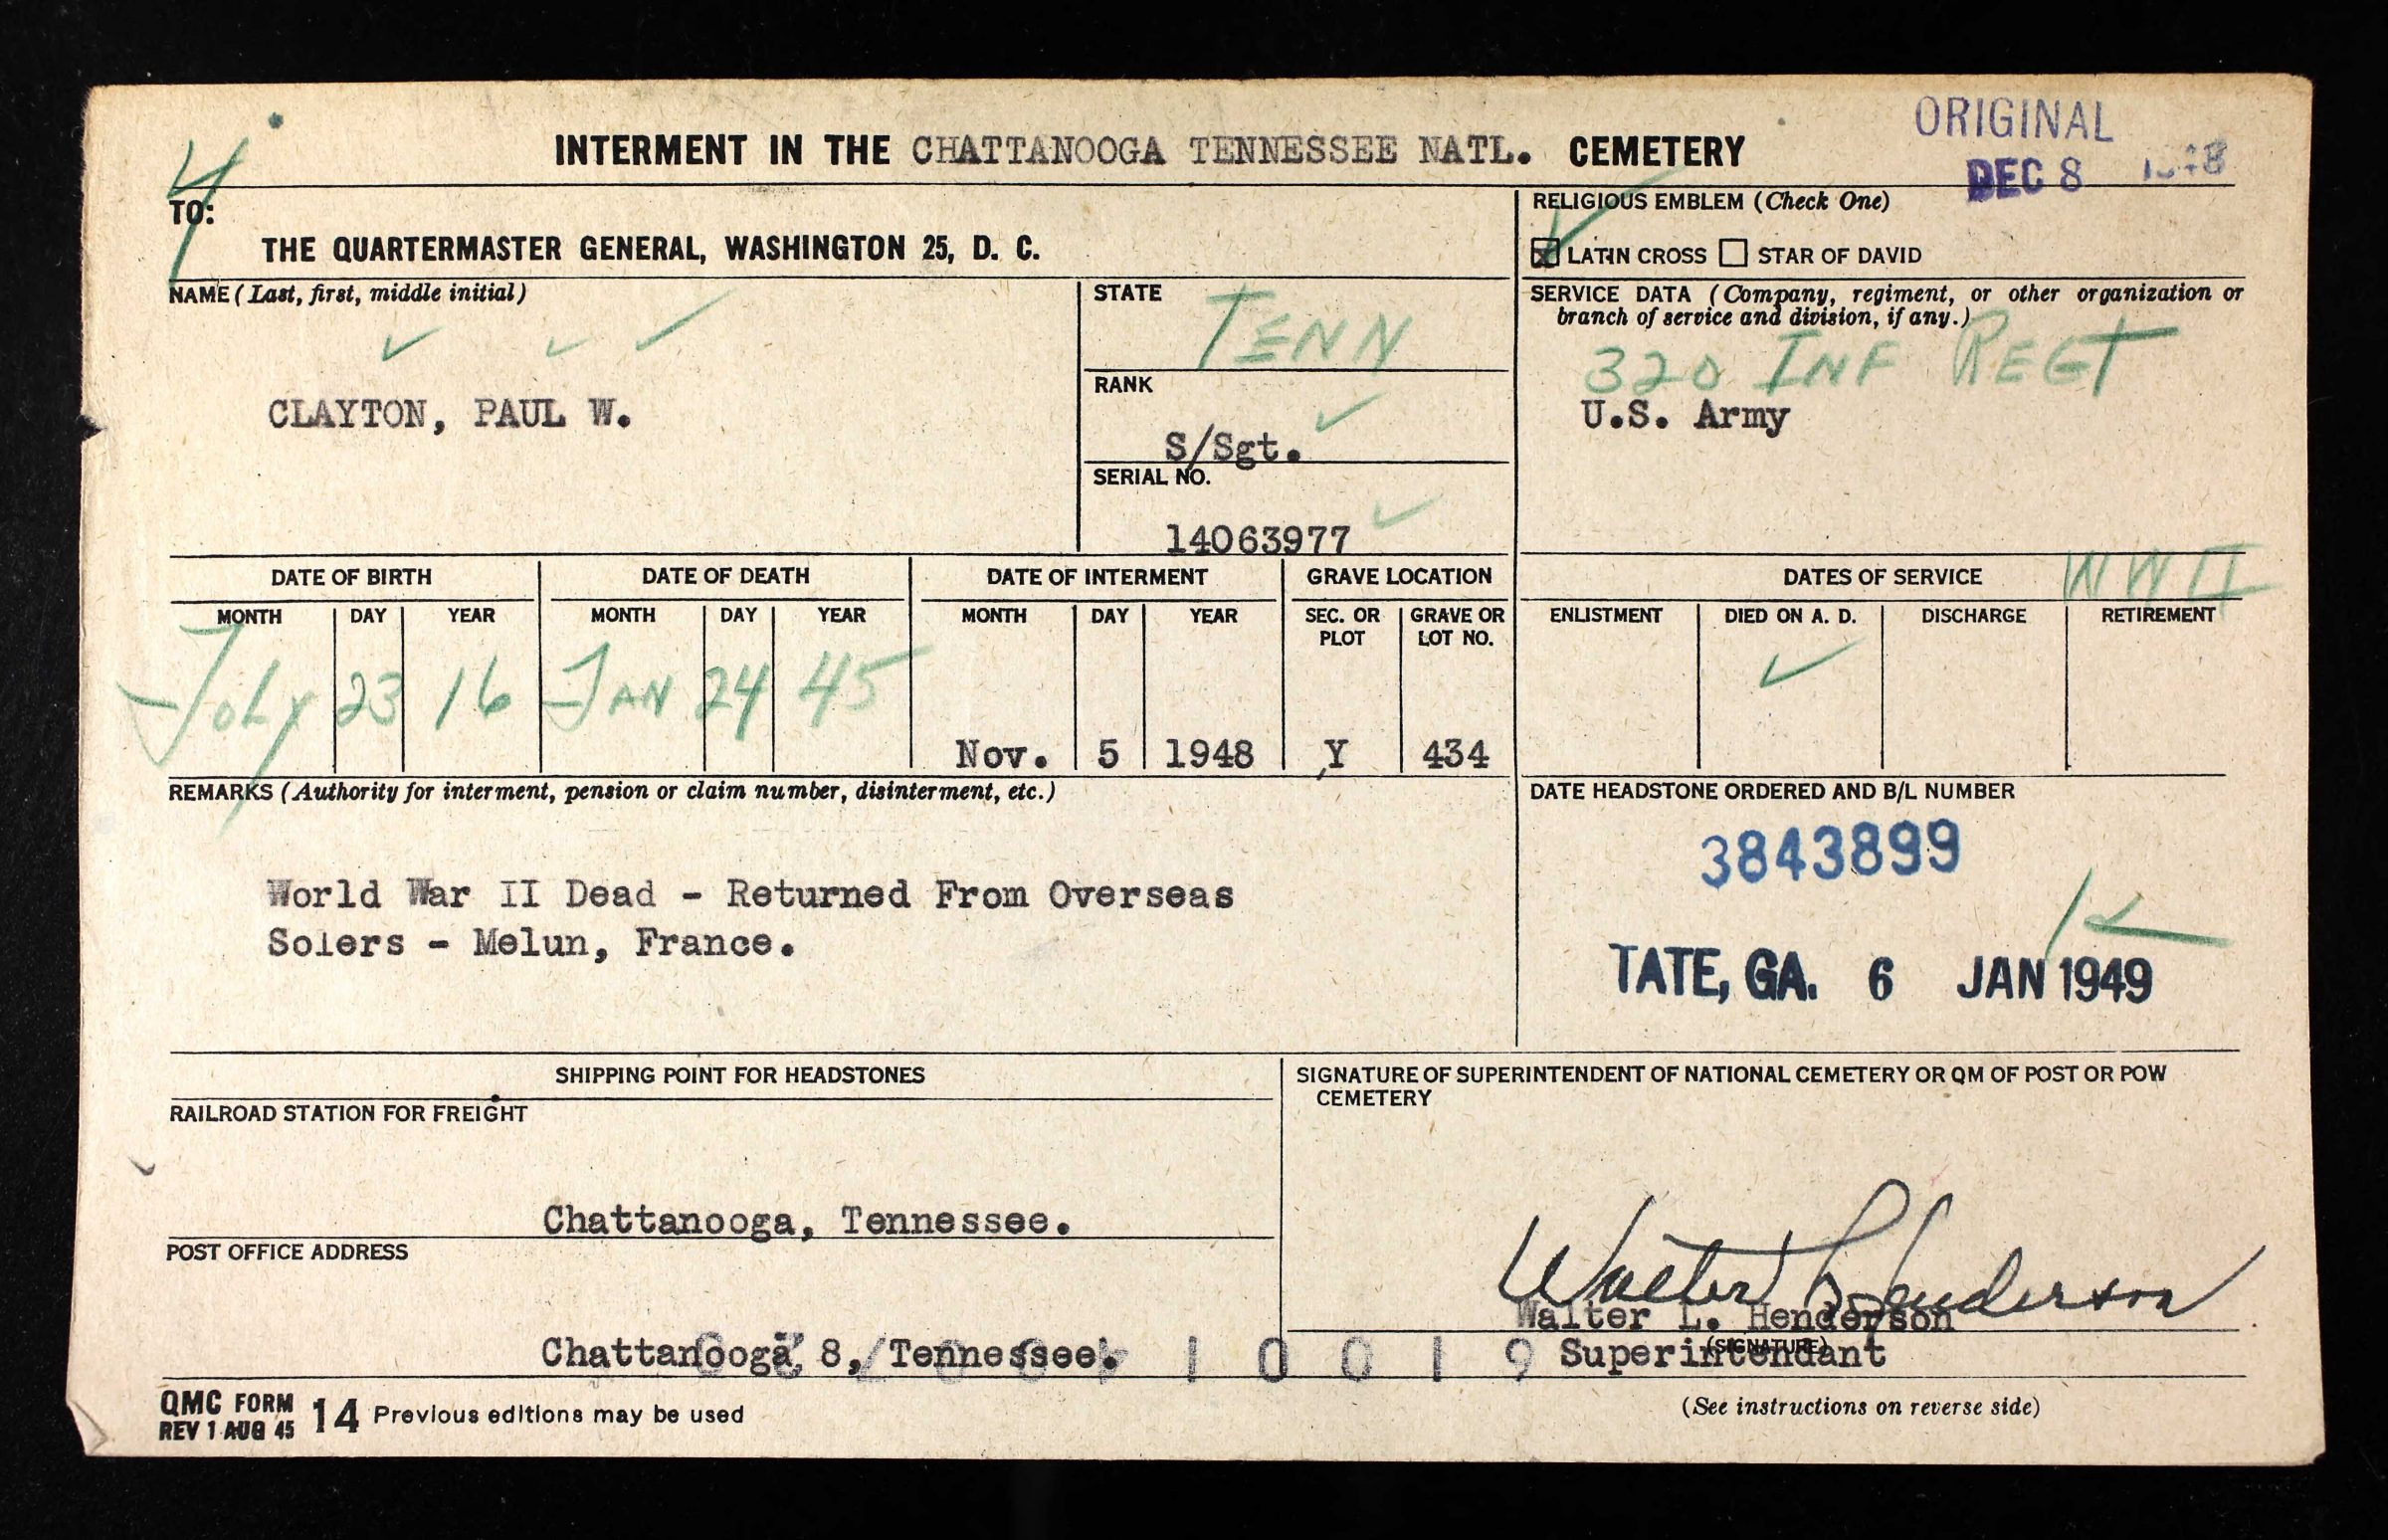 ORIGINAL
INTERMENT IN THE CHATTANOOGA TENNESSEE NATL. CEMETERY
DEC 8
4
TO:
THE QUARTERMASTER GENERAL, WASHINGTON 25, D. C.
RELIGIOUS EMBLEM (Check One)
LATIN CROSS STAR OF DAVID
NAME (Last, first, middle initial)
CLAYTON, PAUL W.
STATE
TENN
RANK
S/Sgt.
SERIAL NO.
14063977
SERVICE DATA (Company, regiment, or other organization or
branch of service and division, if any.)
320 INF REGT
U.S. Army
DATE OF BIRTH DATE OF DEATH DATE OF INTERMENT GRAVE LOCATION DATES OF SERVICE WWII
MONTH DAY YEAR MONTH DAY YEAR MONTH DAY YEAR SEC. OR PLOT GRAVE OR LOT NO. ENLISTMENT DIED ON A. D. DISCHARGE RETIREMENT
JULY 23 16 JAN 24 45
Nov. 5 1948 Y 434
REMARKS (Authority for interment, pension or claim number, disinterment, etc.)
World War II Dead - Returned From Overseas
Solers - Melun, France.
DATE HEADSTONE ORDERED AND B/L NUMBER
3843899
TATE, GA. 6 JAN 1949
SHIPPING POINT FOR HEADSTONES
RAILROAD STATION FOR FREIGHT
Chattanooga, Tennessee.
POST OFFICE ADDRESS
Chattanooga 8, Tennessee.
SIGNATURE OF SUPERINTENDENT OF NATIONAL CEMETERY OR QM OF POST OR POW
CEMETERY
Walter L. Henderson
Walter L. Henderson
(SIGNATURE)
Superintendant
QMC FORM 14 Previous editions may be used
REV 1 AUG 45
(See instructions on reverse side)